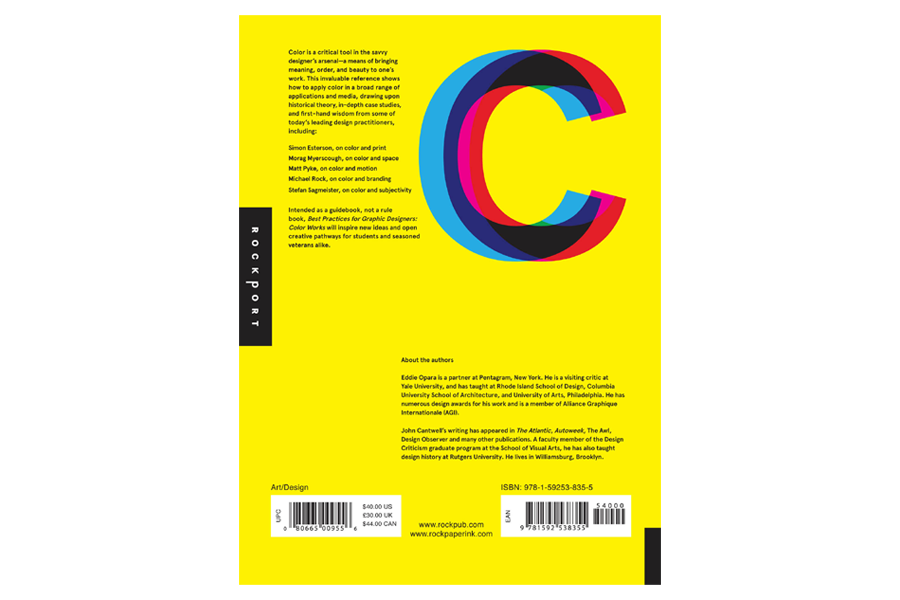 Color is a critical tool in the savvy
designer's arsenal—a means of bringing
meaning, order, and beauty to one's
work. This invaluable reference shows
how to apply color in a broad range of
applications and media, drawing upon
historical theory, in-depth case studies,
and first-hand wisdom from some of
today's leading design practitioners,
including:
Simon Esterson, on color and print
Morag Myerscough, on color and space
Matt Pyke, on color and motion
Michael Rock, on color and branding
Stefan Sagmeister, on color and subjectivity
Intended as a guidebook, not a rule
book, Best Practices for Graphic Designers:
Color Works will inspire new ideas and open
creative pathways for students and seasoned
veterans alike.
C
ROCKPORT
About the authors
Eddie Opara is a partner at Pentagram, New York. He is a visiting critic at
Yale University, and has taught at Rhode Island School of Design, Columbia
University School of Architecture, and University of Arts, Philadelphia. He has
numerous design awards for his work and is a member of Alliance Graphique
Internationale (AGI).
John Cantwell's writing has appeared in The Atlantic, Autoweek, The Awl,
Design Observer and many other publications. A faculty member of the Design
Criticism graduate program at the School of Visual Arts, he has also taught
design history at Rutgers University. He lives in Williamsburg, Brooklyn.
Art/Design
UPC
0 80665 00955 6
$40.00 US
£30.00 UK
$44.00 CAN
www.rockpub.com
www.rockpaperink.com
ISBN: 978-1-59253-835-5
EAN
54000
9 781592 538355